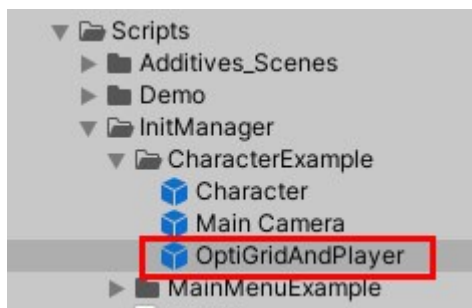 Scripts
Additives_Scenes
Demo
InitManager
CharacterExample
Character
Main Camera
OptiGridAndPlayer
MainMenuExample